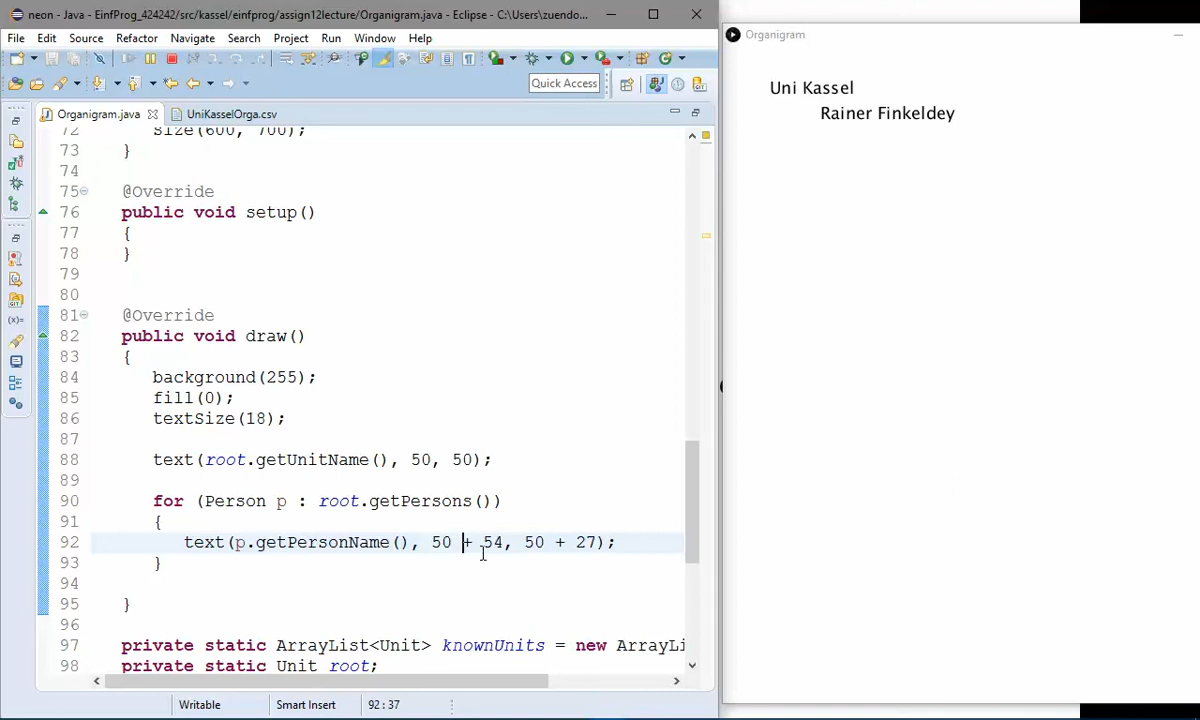 neon - Java - EinfProg_424242/src/kassel/einfprog/assign12lecture/Organigram.java - Eclipse - C:\Users\zuendo...
File Edit Source Refactor Navigate Search Project Run Window Help
Quick Access
Organigram.java UniKasselOrga.csv
72 size(600, 700);
73 }
74
75 @Override
76 public void setup()
77 {
78 }
79
80
81 @Override
82 public void draw()
83 {
84 background(255);
85 fill(0);
86 textSize(18);
87
88 text(root.getUnitName(), 50, 50);
89
90 for (Person p : root.getPersons())
91 {
92 text(p.getPersonName(), 50 + 54, 50 + 27);
93 }
94
95 }
96
97 private static ArrayList<Unit> knownUnits = new ArrayLi
98 private static Unit root;
Writable Smart Insert 92 : 37
Organigram
Uni Kassel
Rainer Finkeldey